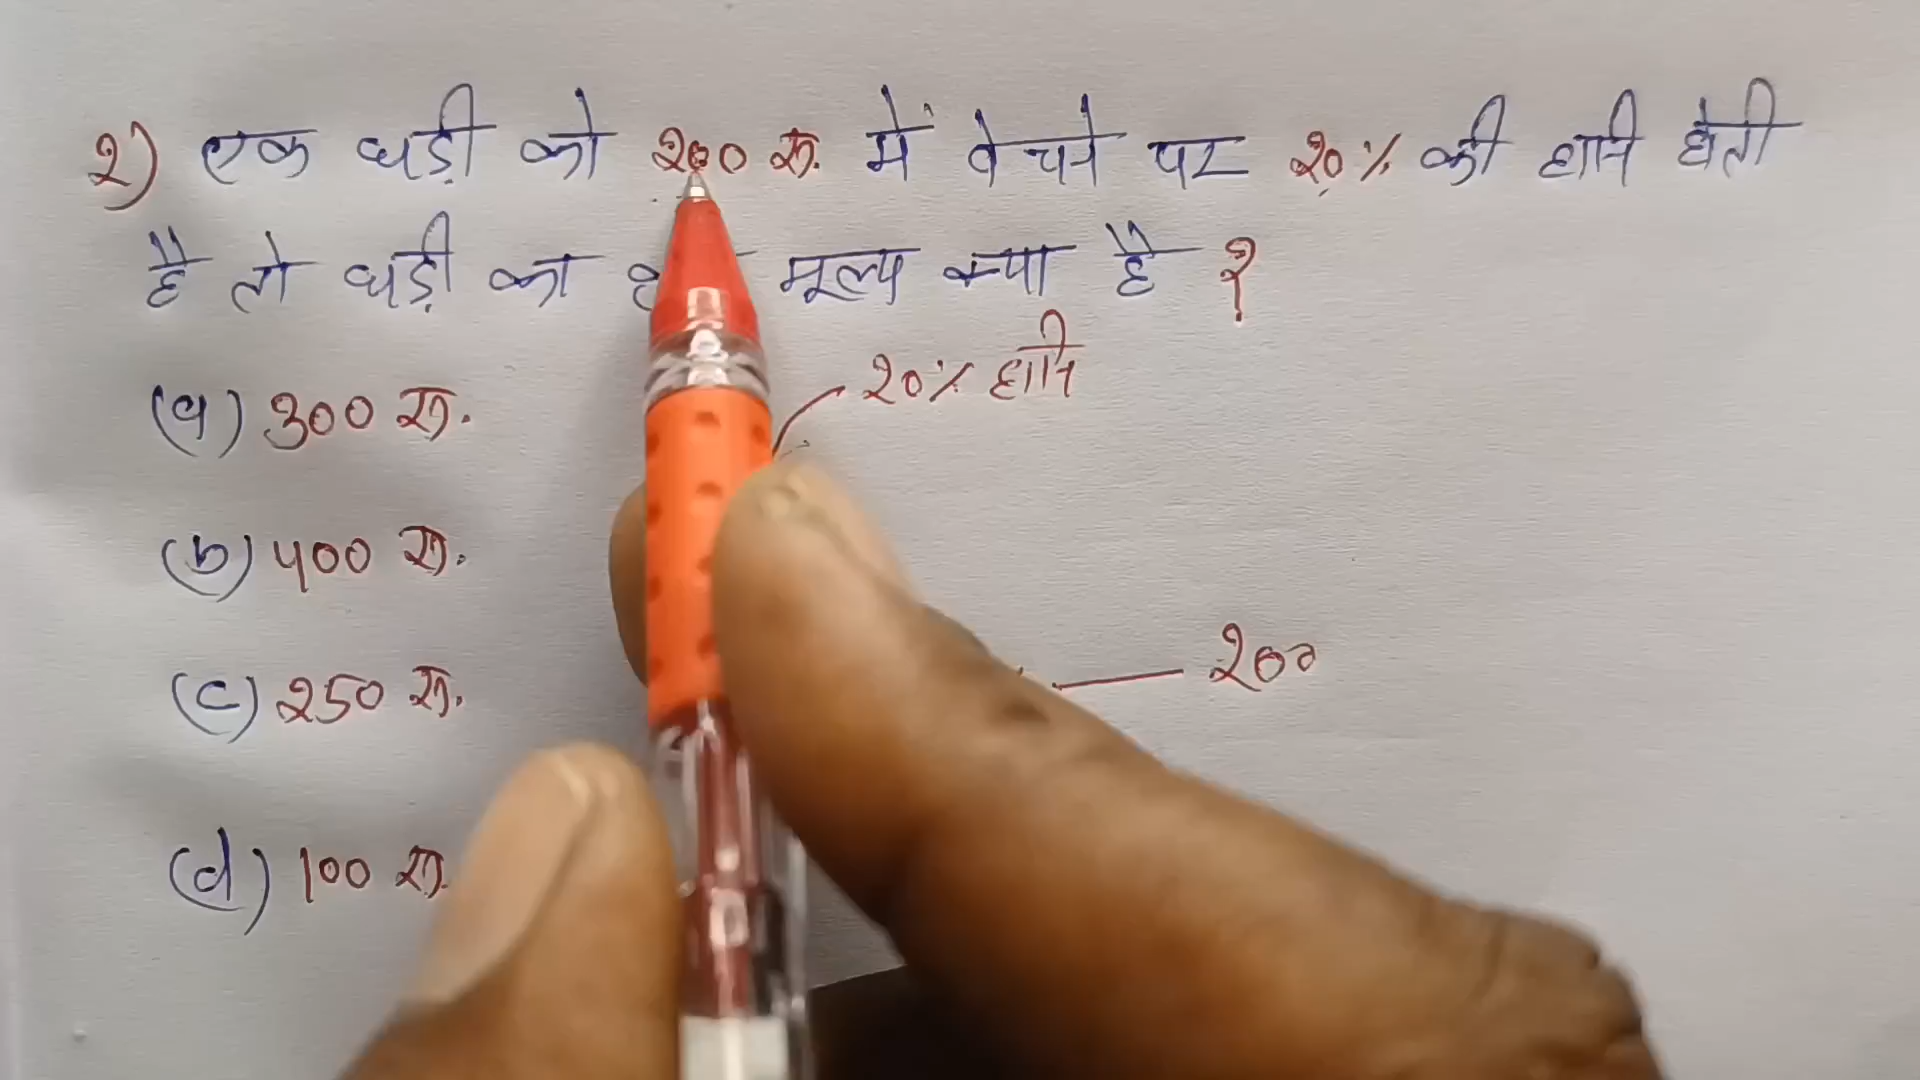 2) एक घड़ी को 200 रु. में बेचने पर 20% की हानि होती
है तो घड़ी का मूल्य क्या है ?
20% हानि
(a) 300 रु.
(b) 400 रु.
(c) 250 रु.
200
(d) 100 रु.